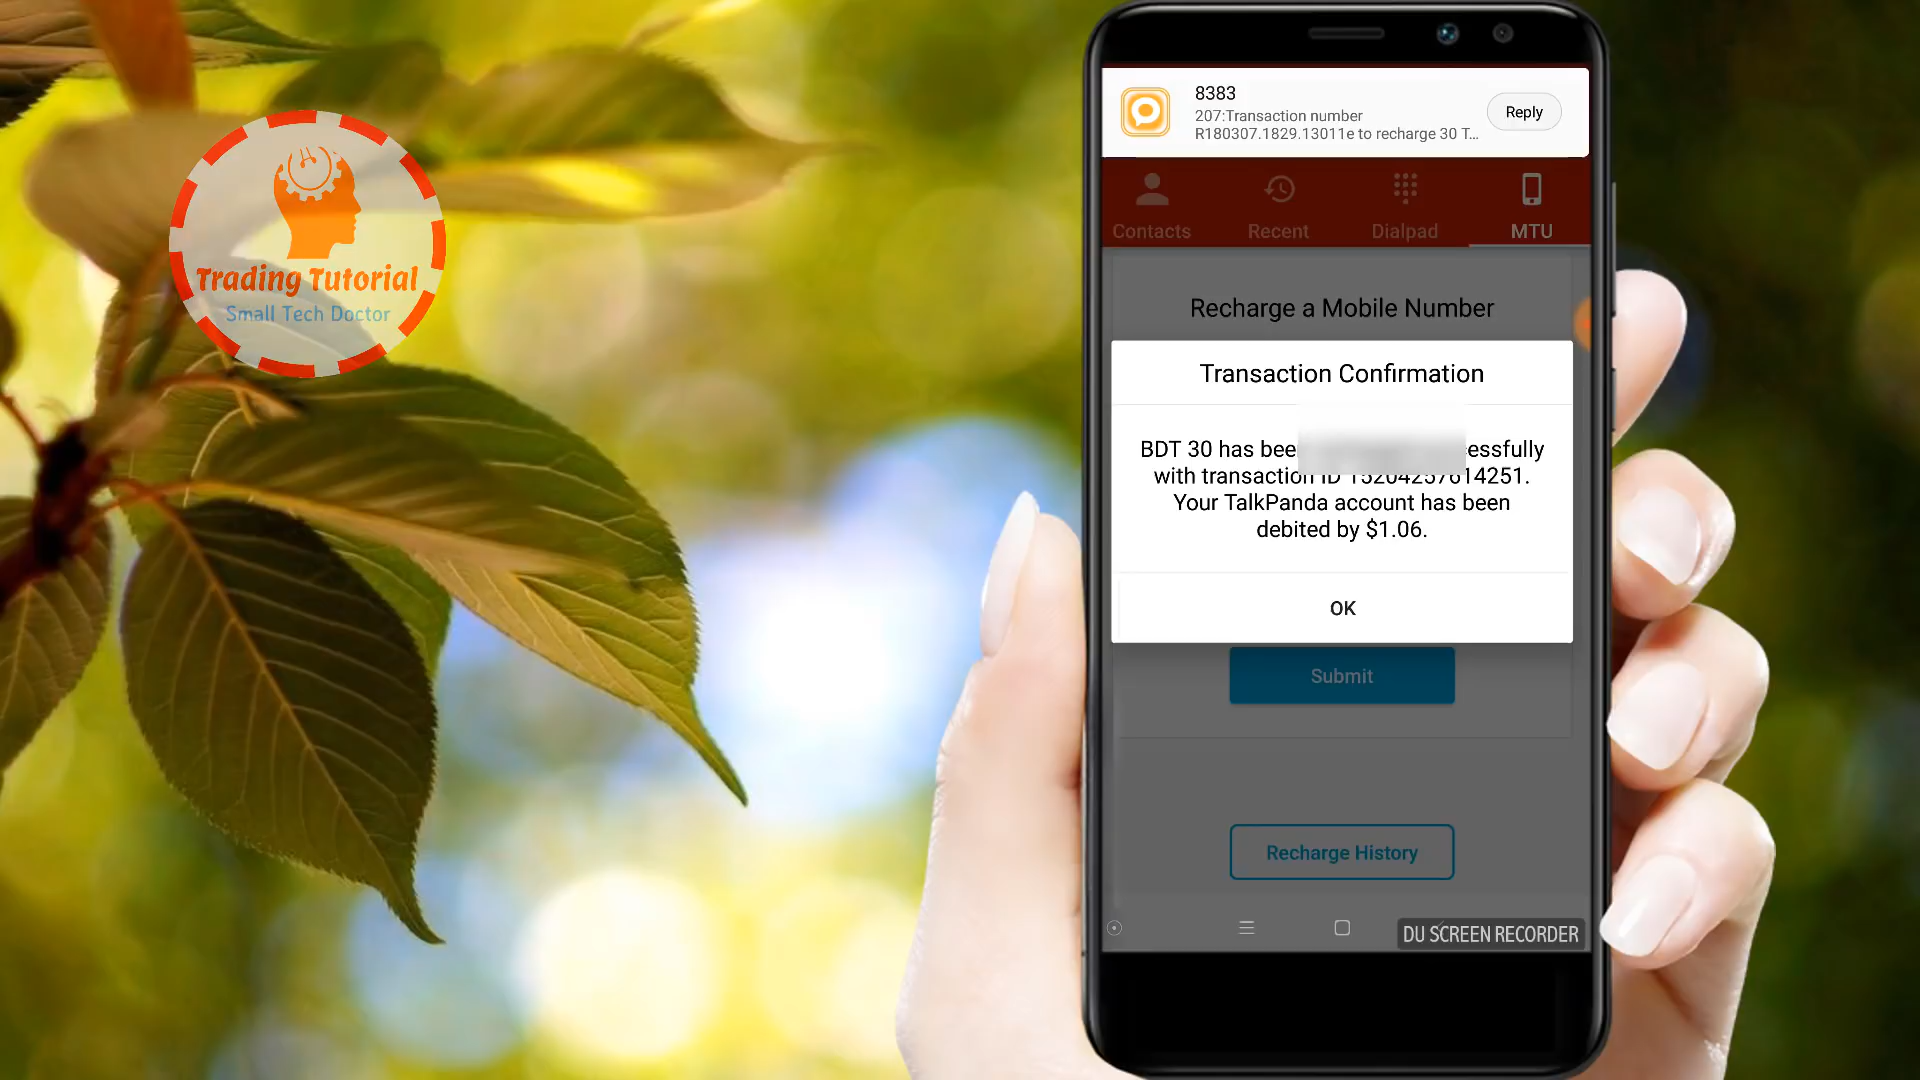 Trading Tutorial
Small Tech Doctor
8383
207:Transaction number
R180307.1829.13011e to recharge 30 T...
Reply
Contacts
Recent
Dialpad
MTU
Recharge a Mobile Number
Transaction Confirmation
BDT 30 has been essfully
with transaction ID 15204257614251.
Your TalkPanda account has been
debited by $1.06.
OK
Submit
Recharge History
DU SCREEN RECORDER